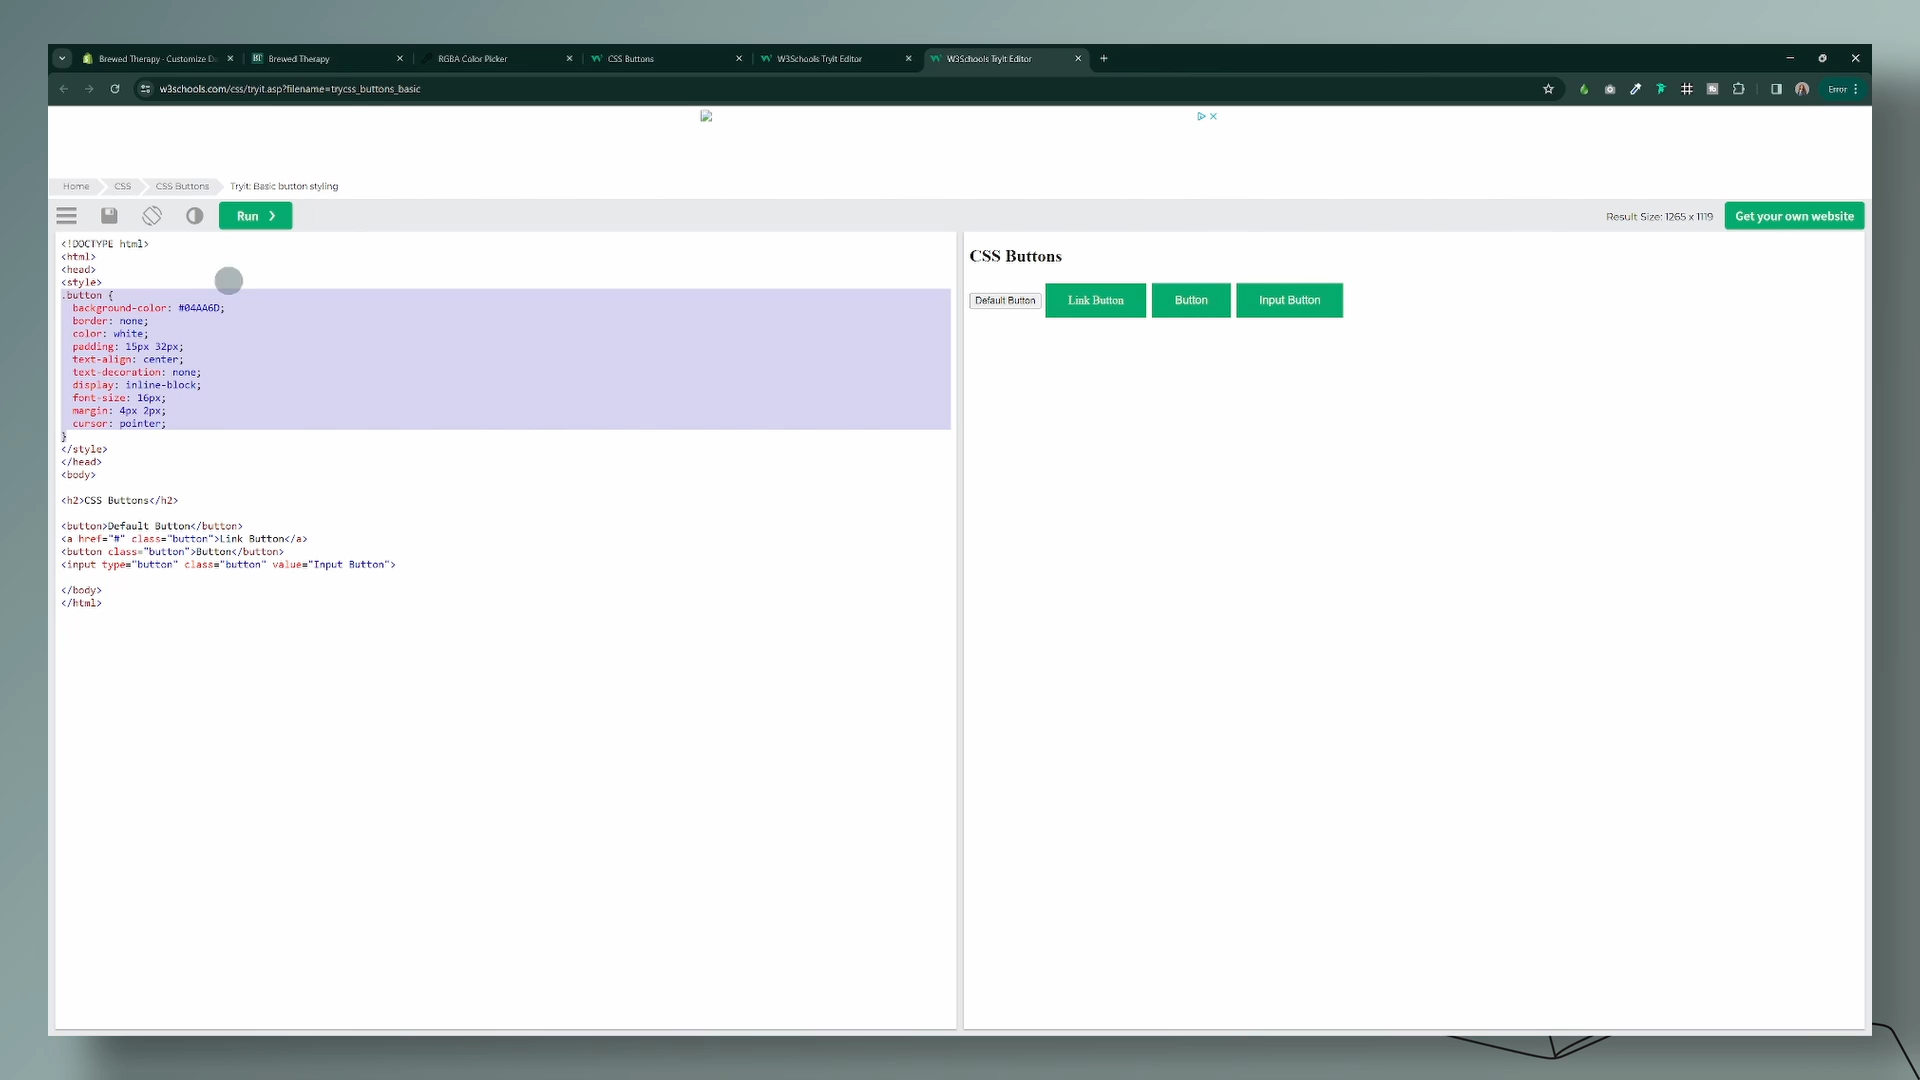 Brewed Therapy - Customize D
Brewed Therapy
RGBA Color Picker
CSS Buttons
W3Schools Tryit Editor
W3Schools Tryit Editor
w3schools.com/css/tryit.asp?filename=trycss_buttons_basic
Error
Home
CSS
CSS Buttons
Tryit: Basic button styling
Run ❯
Result Size: 1265 x 1119
Get your own website
<!DOCTYPE html>
<html>
<head>
<style>
.button {
  background-color: #04AA6D;
  border: none;
  color: white;
  padding: 15px 32px;
  text-align: center;
  text-decoration: none;
  display: inline-block;
  font-size: 16px;
  margin: 4px 2px;
  cursor: pointer;
}
</style>
</head>
<body>

<h2>CSS Buttons</h2>

<button>Default Button</button>
<a href="#" class="button">Link Button</a>
<button class="button">Button</button>
<input type="button" class="button" value="Input Button">

</body>
</html>
CSS Buttons
Default Button
Link Button
Button
Input Button